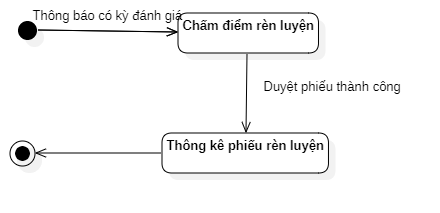 Thông báo có kỳ đánh giá
Chấm điểm rèn luyện
Duyệt phiếu thành công
Thống kê phiếu rèn luyện